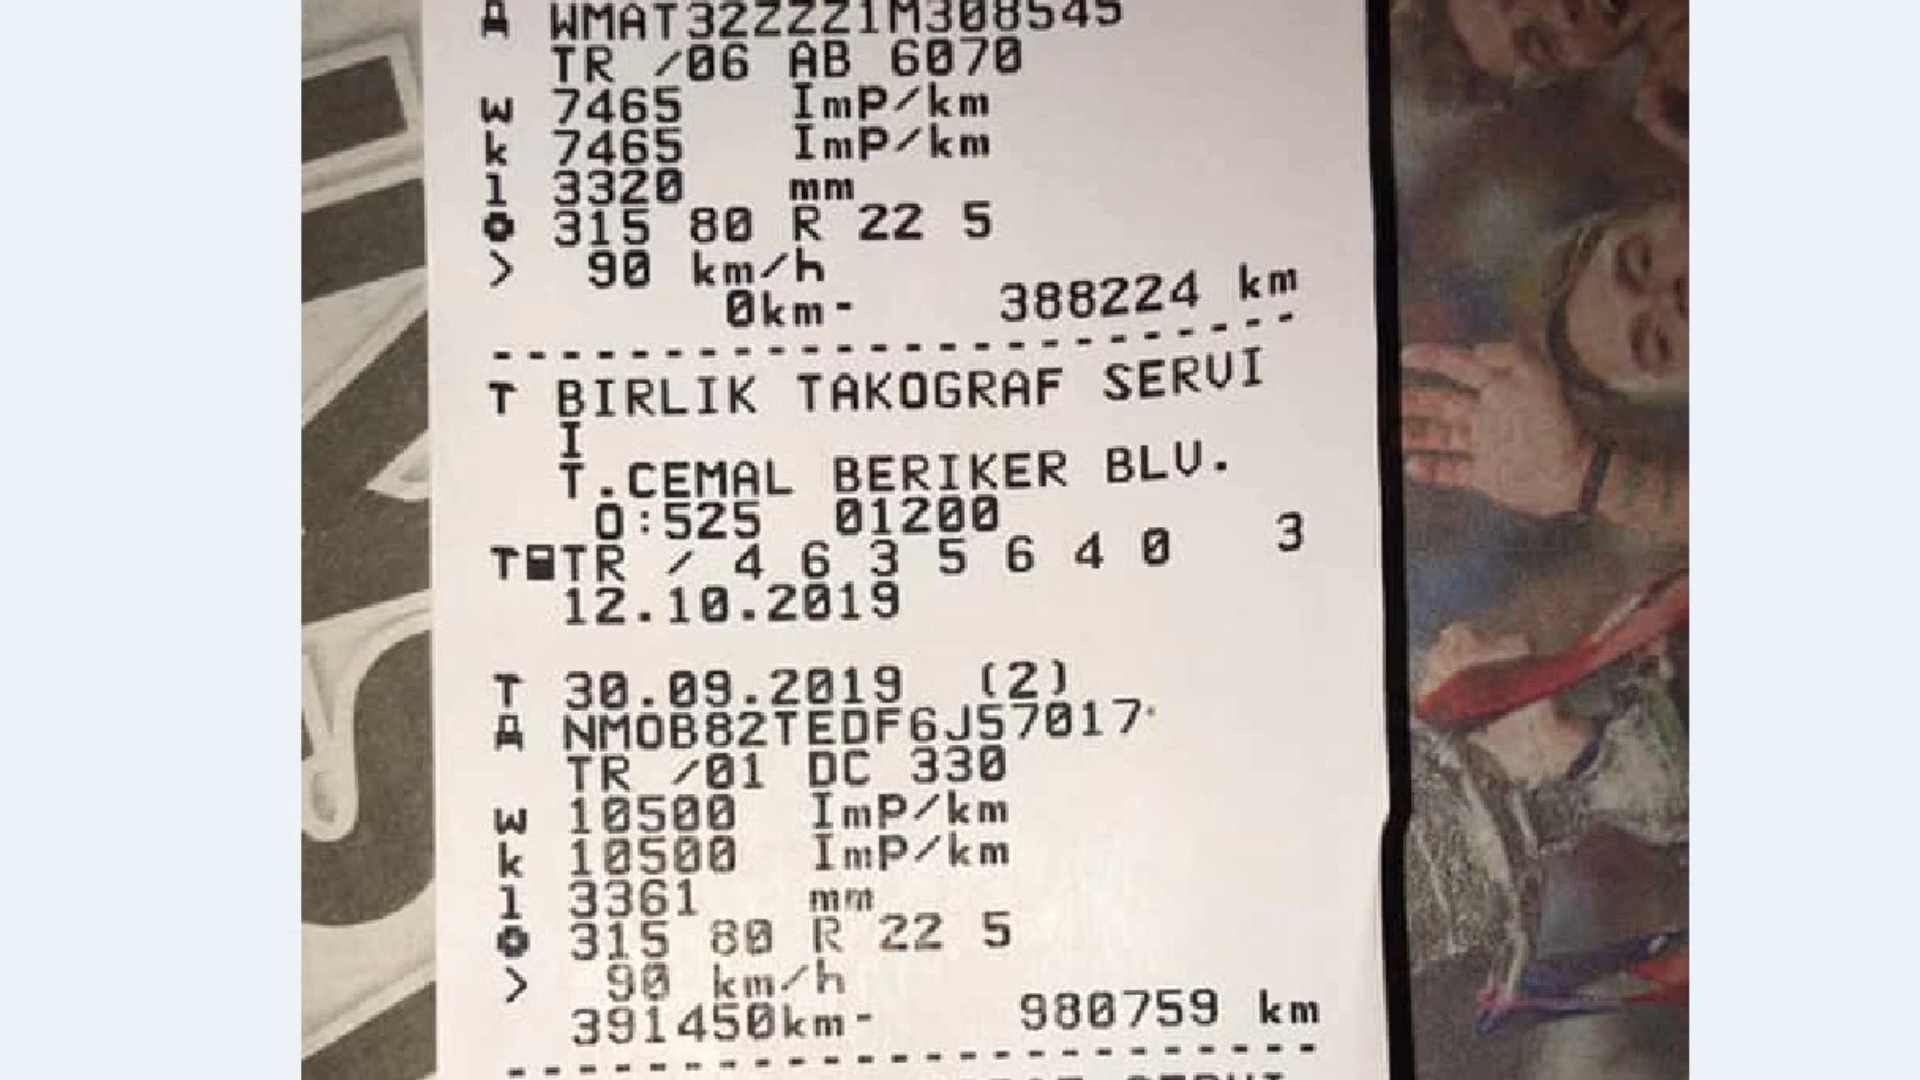 WMAT32ZZZ1M308545
TR /06 AB 6070
w 7465 Imp/km
k 7465 Imp/km
l 3320 mm
315 80 R 22 5
> 90 km/h
0km- 388224 km
T BIRLIK TAKOGRAF SERVI
I
T.CEMAL BERIKER BLV.
O:525 01200
T TR / 4 6 3 5 6 4 0 3
12.10.2019
T 30.09.2019 (2)
NMOB82TEDF6J57017
TR /01 DC 330
w 10500 Imp/km
k 10500 Imp/km
l 3361 mm
315 80 R 22 5
> 90 km/h
391450km- 980759 km